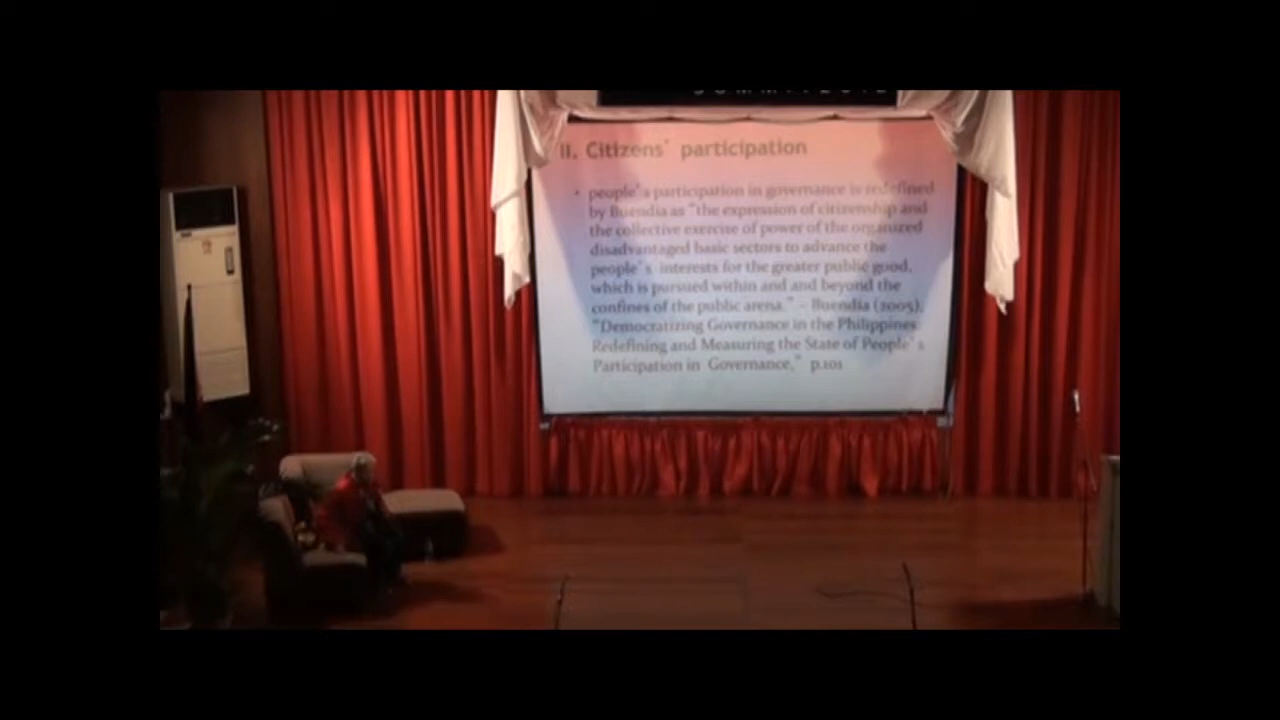 II. Citizens' participation
• people's participation in governance is redefined
by Buendia as "the expression of citizenship and
the collective exercise of power of the organized
disadvantaged basic sectors to advance the
people's interests for the greater public good,
which is pursued within and and beyond the
confines of the public arena." - Buendia (2005),
"Democratizing Governance in the Philippines:
Redefining and Measuring the State of People's
Participation in Governance," p.101